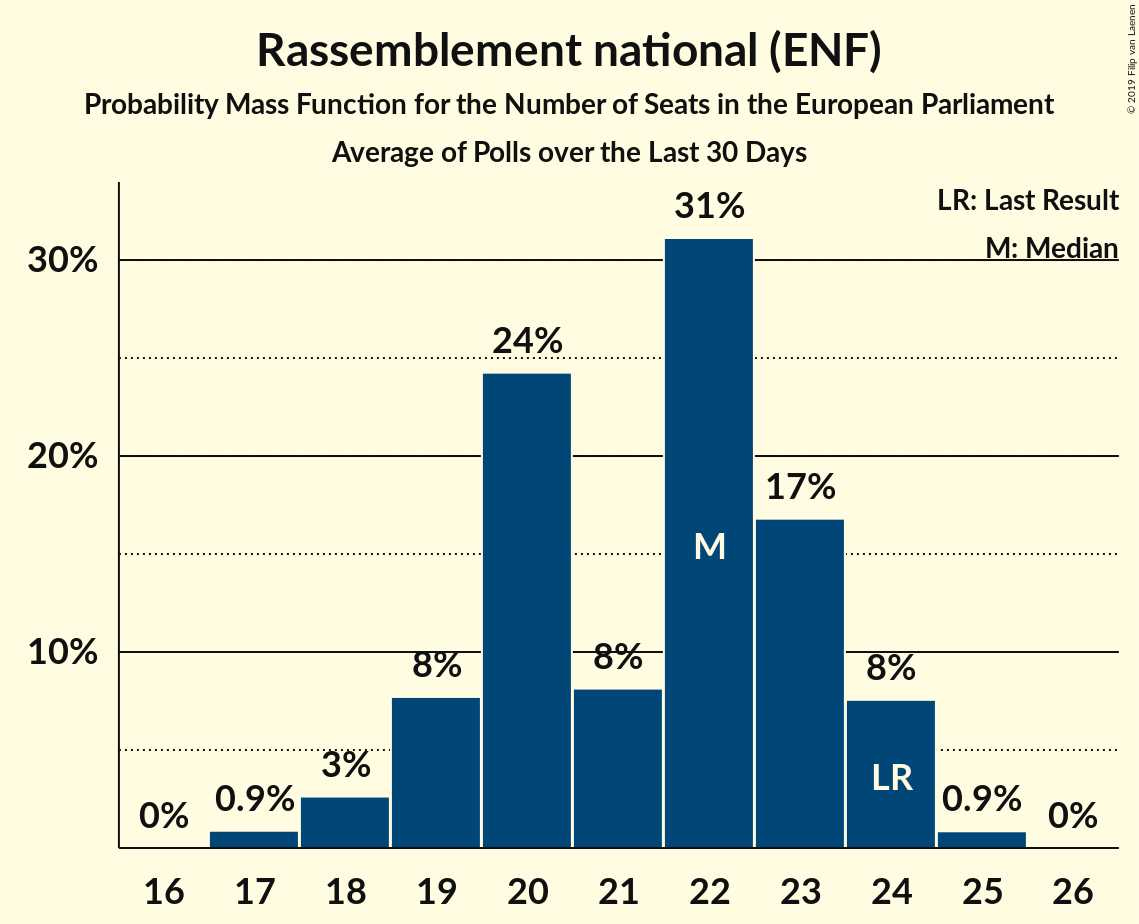 Rassemblement national (ENF)
Probability Mass Function for the Number of Seats in the European Parliament
Average of Polls over the Last 30 Days
© 2019 Filip van Laenen
LR: Last Result
M: Median
30%
20%
10%
0%
0.9%
3%
8%
24%
8%
31%
17%
8%
0.9%
0%
M
LR
16 17 18 19 20 21 22 23 24 25 26